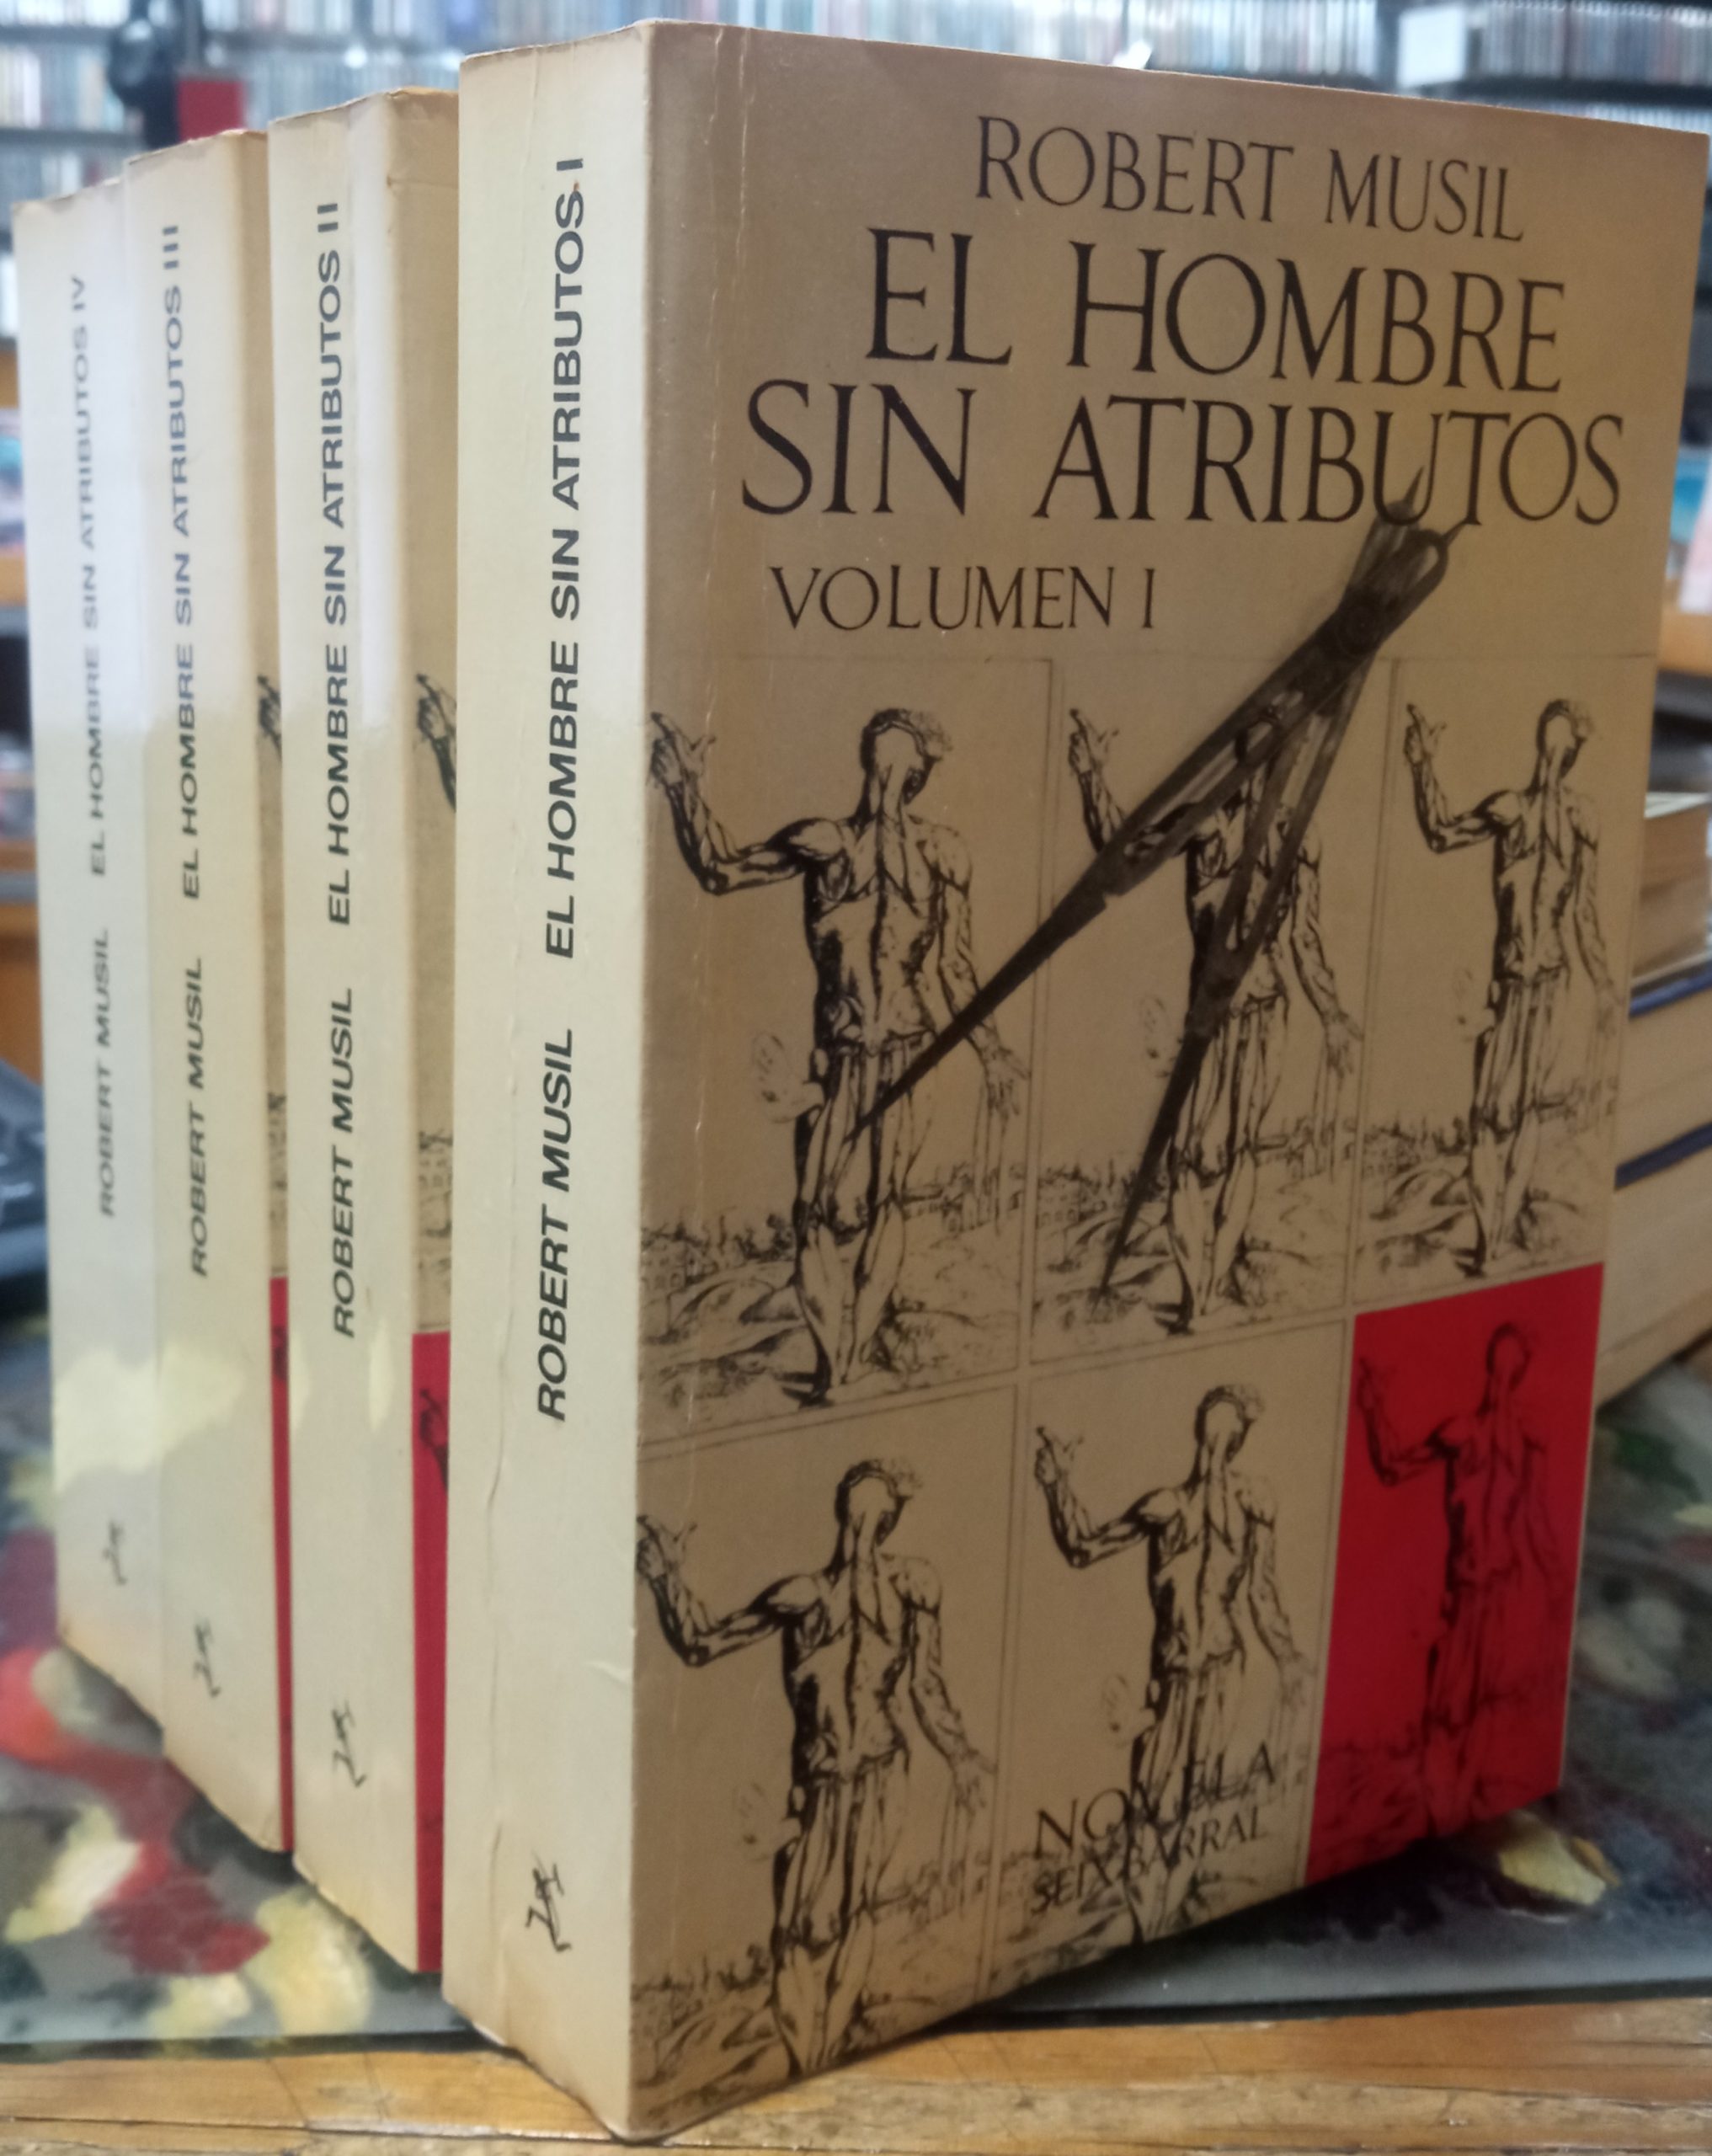 ROBERT MUSIL
EL HOMBRE
SIN ATRIBUTOS
VOLUMEN I
NOVELA
SEIX BARRAL
ROBERT MUSIL EL HOMBRE SIN ATRIBUTOS I
ROBERT MUSIL EL HOMBRE SIN ATRIBUTOS II
ROBERT MUSIL EL HOMBRE SIN ATRIBUTOS III
ROBERT MUSIL EL HOMBRE SIN ATRIBUTOS IV